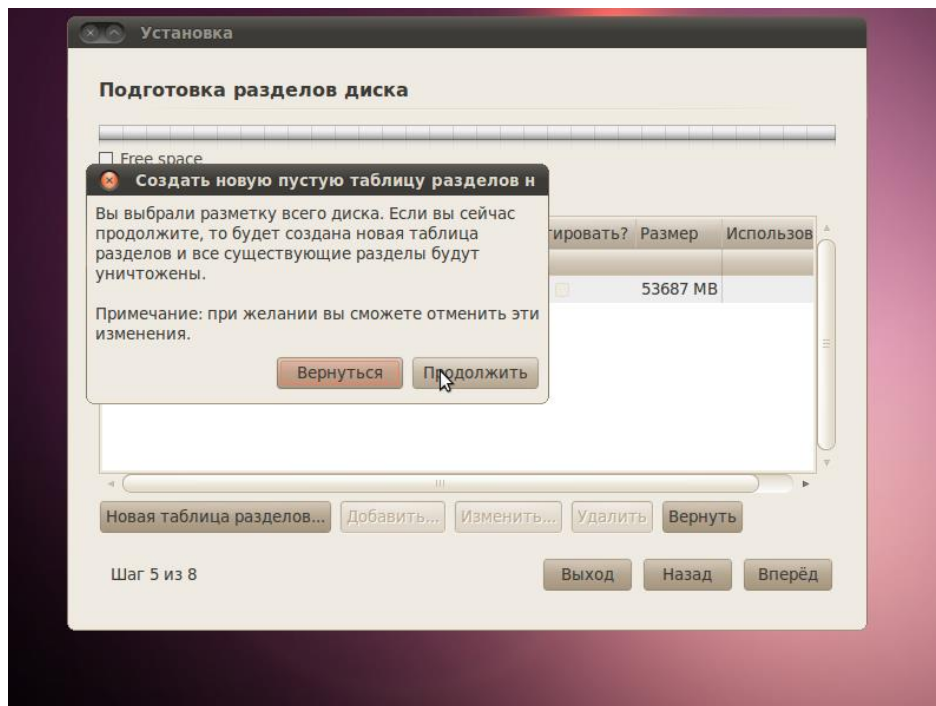 Установка
Подготовка разделов диска
Free space
Создать новую пустую таблицу разделов н
Вы выбрали разметку всего диска. Если вы сейчас
продолжите, то будет создана новая таблица
разделов и все существующие разделы будут
уничтожены.
Примечание: при желании вы сможете отменить эти
изменения.
Вернуться Продолжить
тировать? Размер Использов
53687 MB
Новая таблица разделов... Добавить... Изменить... Удалить Вернуть
Шаг 5 из 8 Выход Назад Вперёд